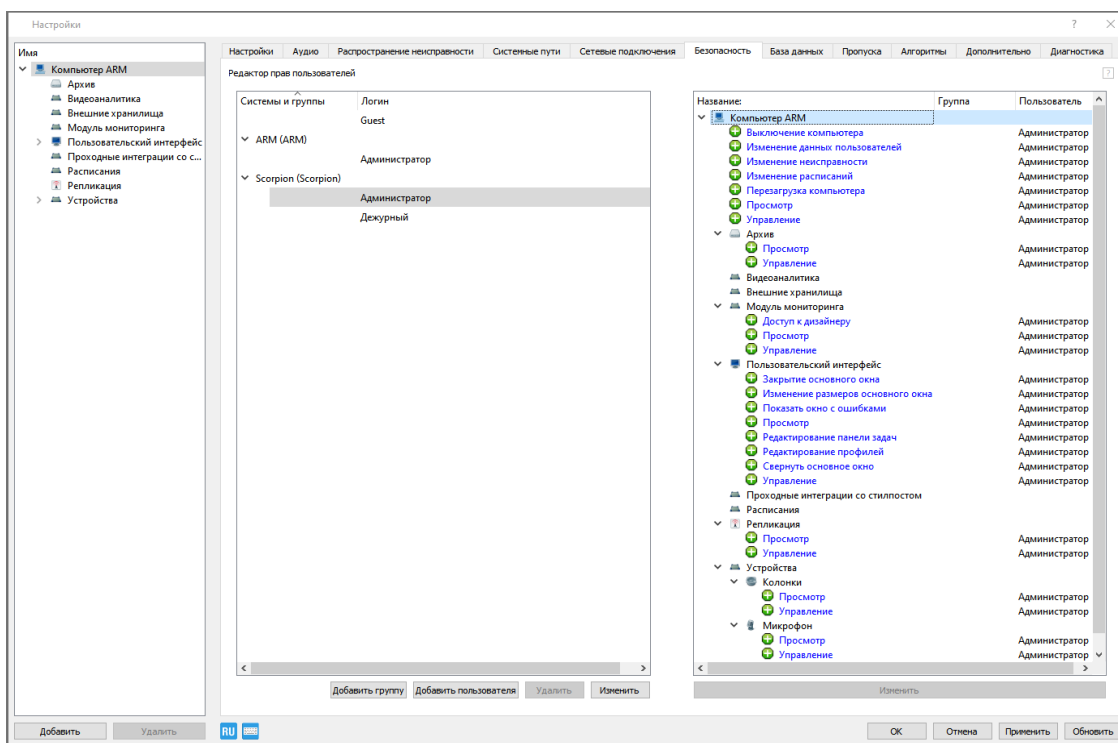 Настройки
Имя
Компьютер ARM
Архив
Видеоаналитика
Внешние хранилища
Модуль мониторинга
Пользовательский интерфейс
Проходные интеграции со с...
Расписания
Репликация
Устройства
Добавить Удалить
Настройки Аудио Распространение неисправности Системные пути Сетевые подключения Безопасность База данных Пропуска Алгоритмы Дополнительно Диагностика
Редактор прав пользователей
Системы и группы Логин
Guest
ARM (ARM)
Администратор
Scorpion (Scorpion)
Администратор
Дежурный
Добавить группу Добавить пользователя Удалить Изменить
Название: Группа Пользователь
Компьютер ARM
Выключение компьютера Администратор
Изменение данных пользователей Администратор
Изменение неисправности Администратор
Изменение расписаний Администратор
Перезагрузка компьютера Администратор
Просмотр Администратор
Управление Администратор
Архив
Просмотр Администратор
Управление Администратор
Видеоаналитика
Внешние хранилища
Модуль мониторинга
Доступ к дизайнеру Администратор
Просмотр Администратор
Управление Администратор
Пользовательский интерфейс
Закрытие основного окна Администратор
Изменение размеров основного окна Администратор
Показать окно с ошибками Администратор
Просмотр Администратор
Редактирование панели задач Администратор
Редактирование профилей Администратор
Свернуть основное окно Администратор
Управление Администратор
Проходные интеграции со стилпостом
Расписания
Репликация
Просмотр Администратор
Управление Администратор
Устройства
Колонки
Просмотр Администратор
Управление Администратор
Микрофон
Просмотр Администратор
Управление Администратор
Изменить
RU
OK Отмена Применить Обновить